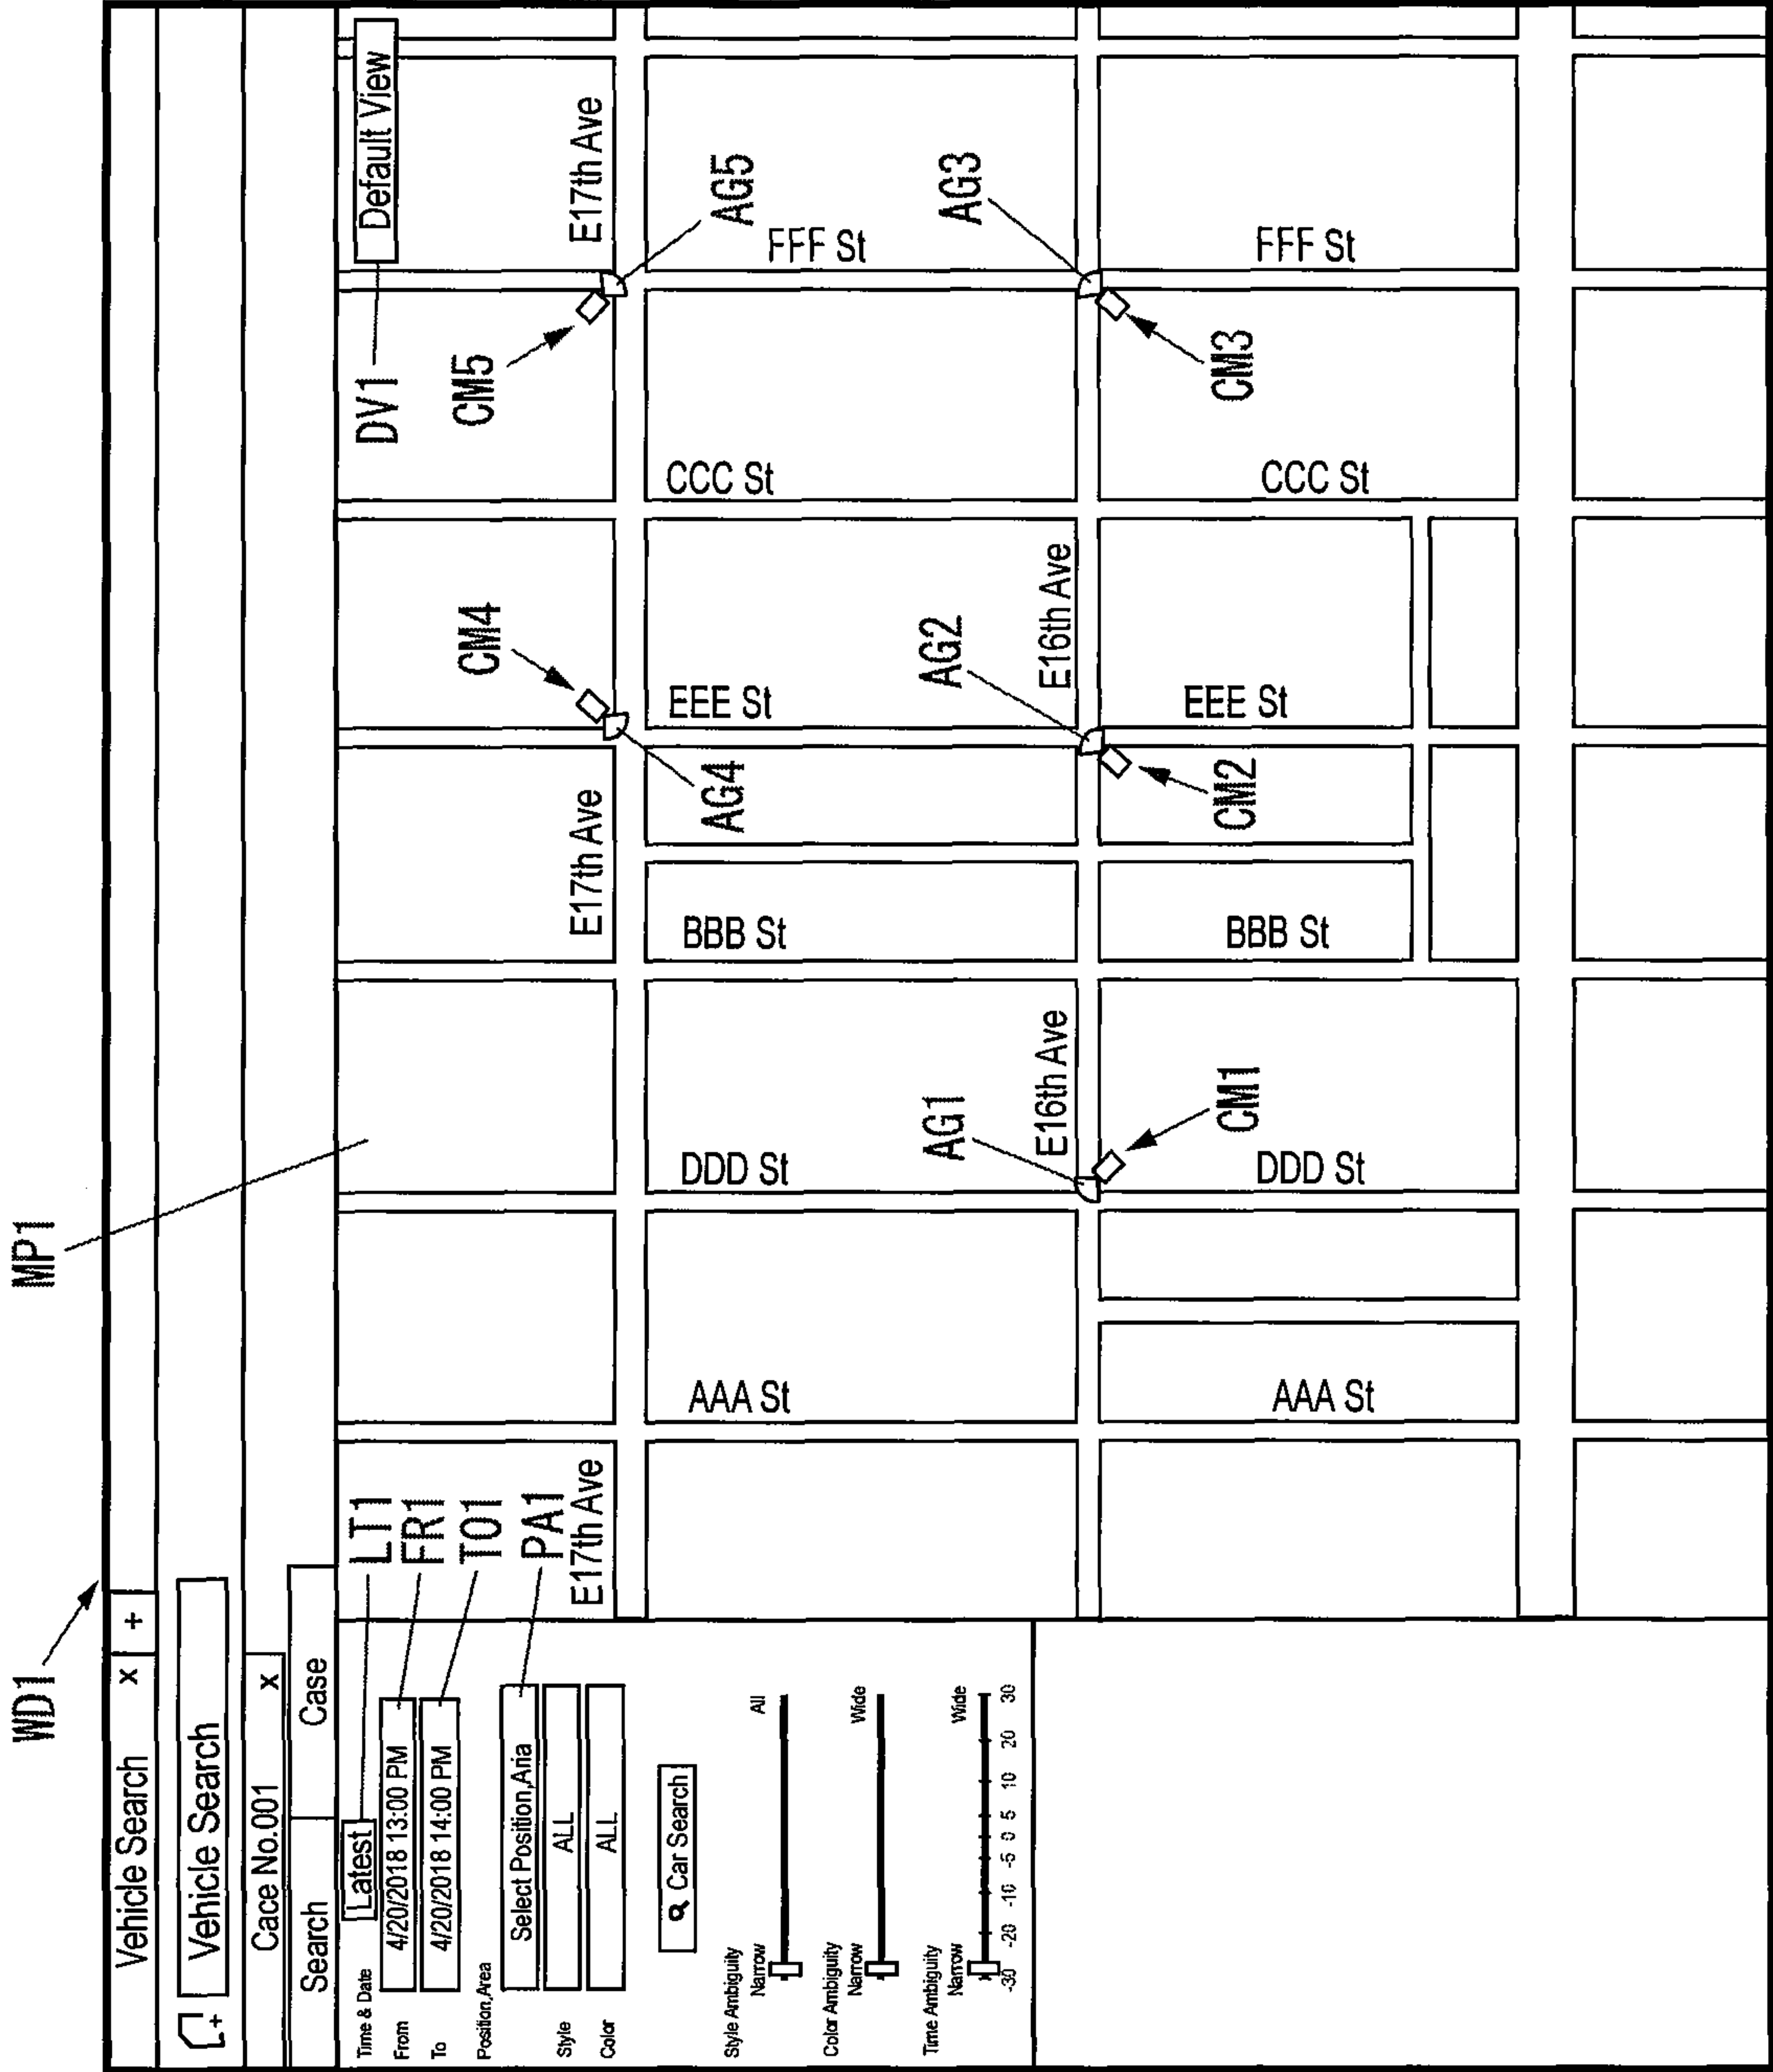 WD1
MP1
Vehicle Search x +
Vehicle Search
Cace No.001 x
Search Case
Time & Date Latest LT1
From 4/20/2018 13:00 PM FR1
To 4/20/2018 14:00 PM TO1
Position,Area
Select Position,Aria PA1
Style ALL
Color ALL
Car Search
Style Ambiguity
Narrow All
Color Ambiguity
Narrow Wide
Time Ambiguity
Narrow Wide
-30 -20 -10 -5 0 5 10 20 30
DV1 Default View
CM4 CM5
E17th Ave E17th Ave E17th Ave
AAA St DDD St BBB St EEE St CCC St FFF St
AG4 AG5
AG1 AG2 AG3
E16th Ave E16th Ave
CM1 CM2 CM3
AAA St DDD St BBB St EEE St CCC St FFF St